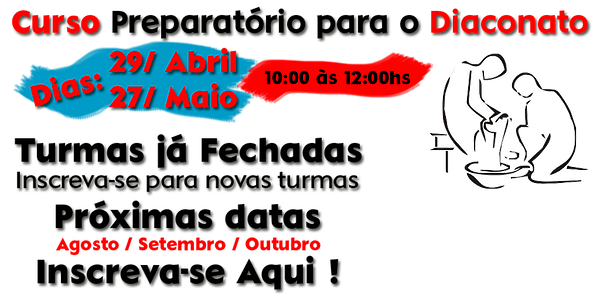 Curso Preparatório para o Diaconato
Dias: 29/ Abril
27/ Maio
10:00 às 12:00hs
Turmas já Fechadas
Inscreva-se para novas turmas
Próximas datas
Agosto / Setembro / Outubro
Inscreva-se Aqui !